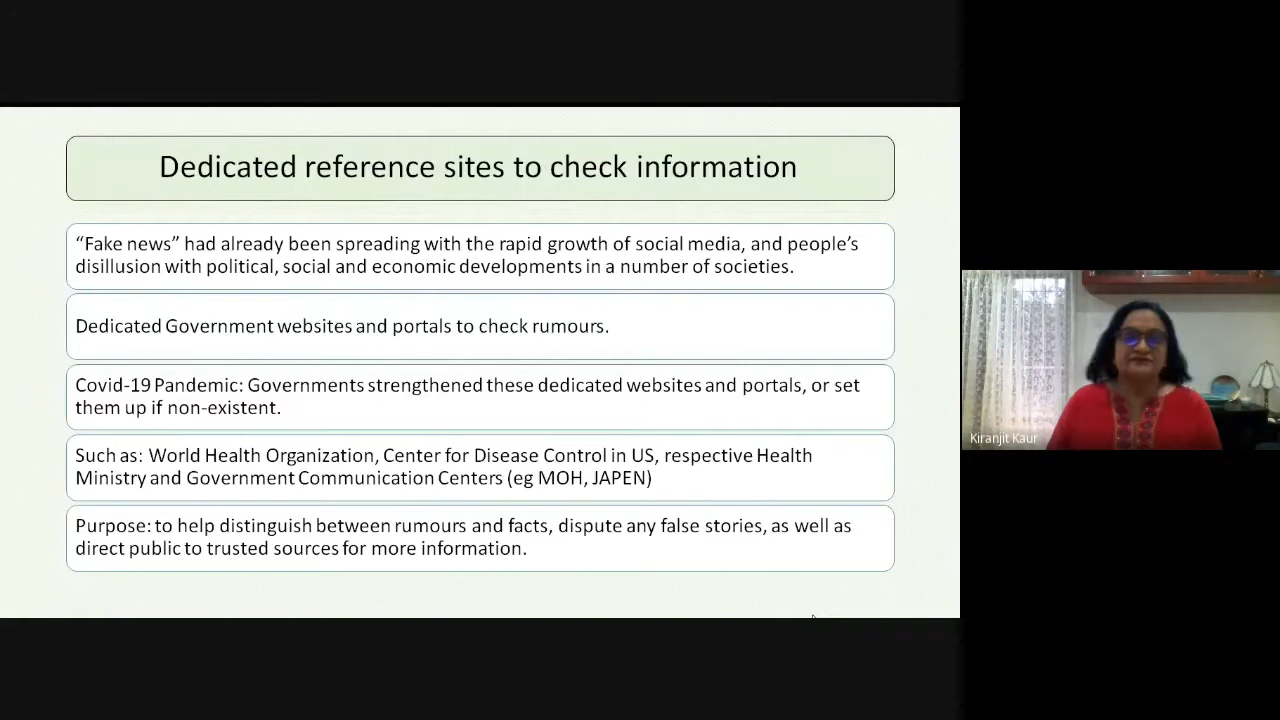 Dedicated reference sites to check information
“Fake news” had already been spreading with the rapid growth of social media, and people’s
disillusion with political, social and economic developments in a number of societies.
Dedicated Government websites and portals to check rumours.
Covid-19 Pandemic: Governments strengthened these dedicated websites and portals, or set
them up if non-existent.
Such as: World Health Organization, Center for Disease Control in US, respective Health
Ministry and Government Communication Centers (eg MOH, JAPEN)
Purpose: to help distinguish between rumours and facts, dispute any false stories, as well as
direct public to trusted sources for more information.
Kiranjit Kaur